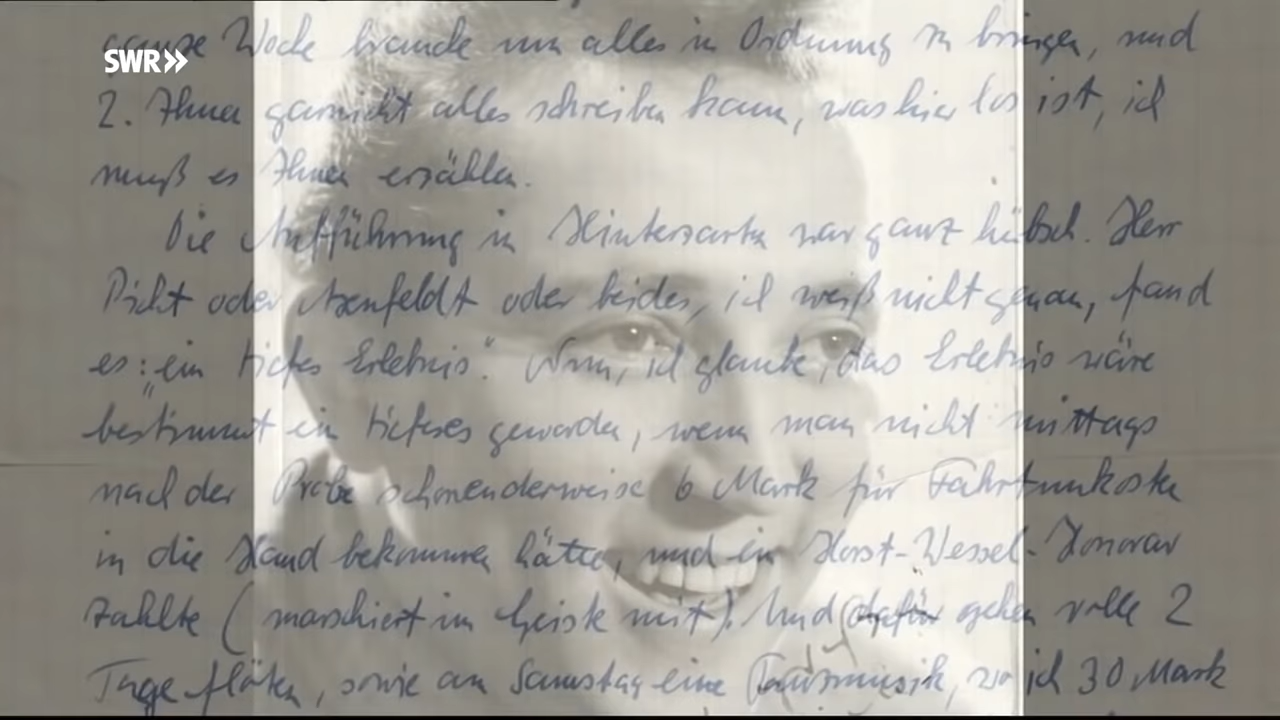 ganze Woche brauche um alles in Ordnung zu bringen, und
SWR»
2. Ihnen garnicht alles schreiben kann, was hier los ist, ich
muß es Ihnen erzählen.
Die Aufführung in Hinterzarten war ganz hübsch. Herr
Picht oder Axenfeldt oder beides, ich weiß nicht genau, fand
es: „ein tiefes Erlebnis“. Nun, ich glaube, das Erlebnis wäre
bestimmt ein tieferes geworden, wenn man nicht mittags
nach der Probe schonenderweise 6 Mark für Fahrtunkosten
in die Hand bekommen hätte, und ein Horst-Wessel-Honorar
zahlte (marschiert im Geiste mit). Und dafür gehen volle 2
Tage flöten, sowie am Samstag eine Tanzmusik, wo ich 30 Mark